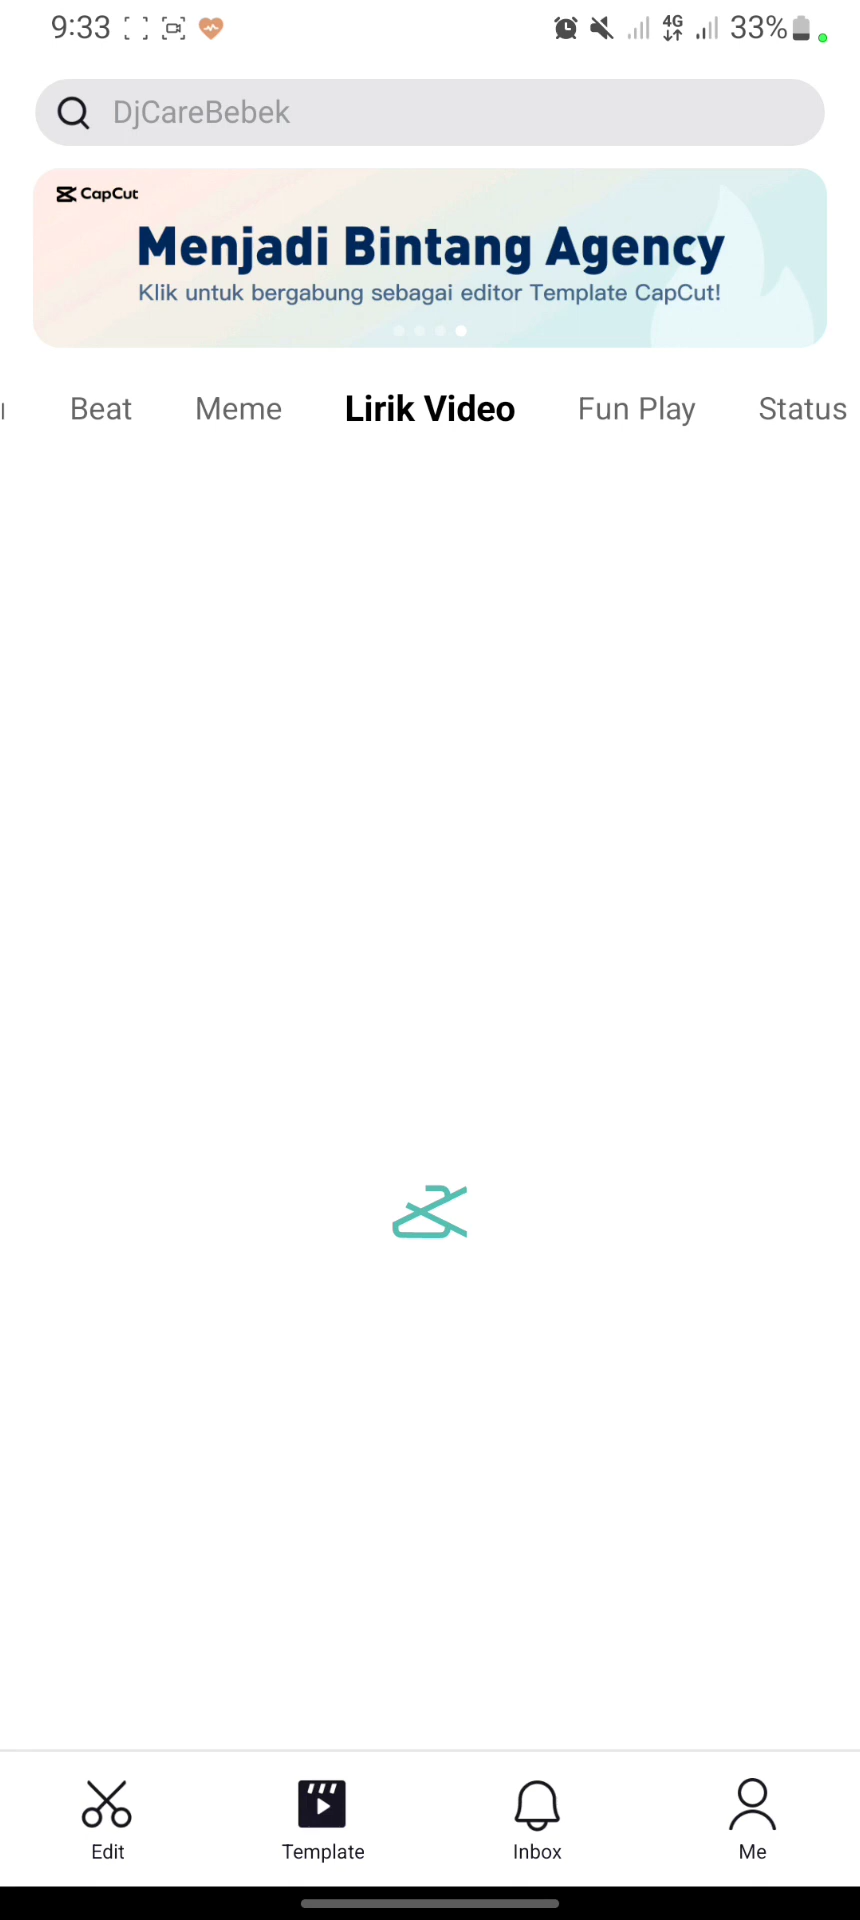 9:33 4G 33%
DjCareBebek
CapCut
Menjadi Bintang Agency
Klik untuk bergabung sebagai editor Template CapCut!
Beat Meme Lirik Video Fun Play Status
Edit Template Inbox Me